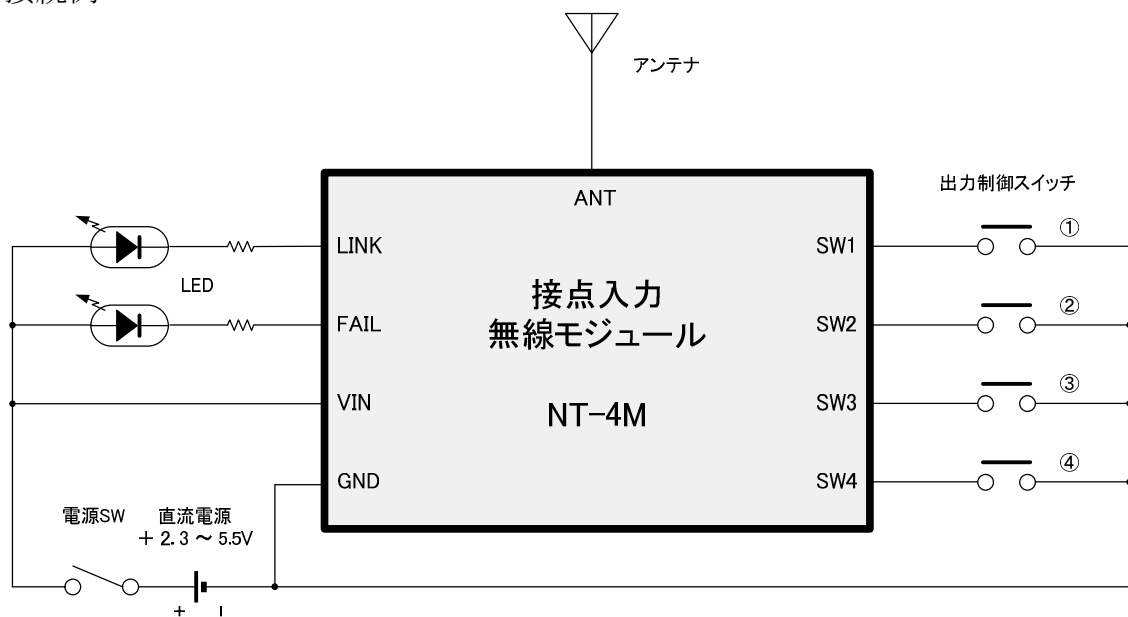 アンテナ
ANT
出力制御スイッチ
LINK
LED
FAIL
VIN
GND
接点入力
無線モジュール
NT-4M
SW1
①
SW2
②
SW3
③
SW4
④
電源SW
直流電源
+ 2.3 ~ 5.5V
+